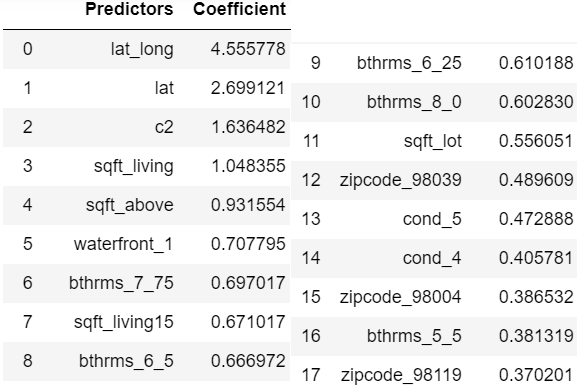 Predictors Coefficient
0 lat_long 4.555778
1 lat 2.699121
2 c2 1.636482
3 sqft_living 1.048355
4 sqft_above 0.931554
5 waterfront_1 0.707795
6 bthrms_7_75 0.697017
7 sqft_living15 0.671017
8 bthrms_6_5 0.666972
9 bthrms_6_25 0.610188
10 bthrms_8_0 0.602830
11 sqft_lot 0.556051
12 zipcode_98039 0.489609
13 cond_5 0.472888
14 cond_4 0.405781
15 zipcode_98004 0.386532
16 bthrms_5_5 0.381319
17 zipcode_98119 0.370201